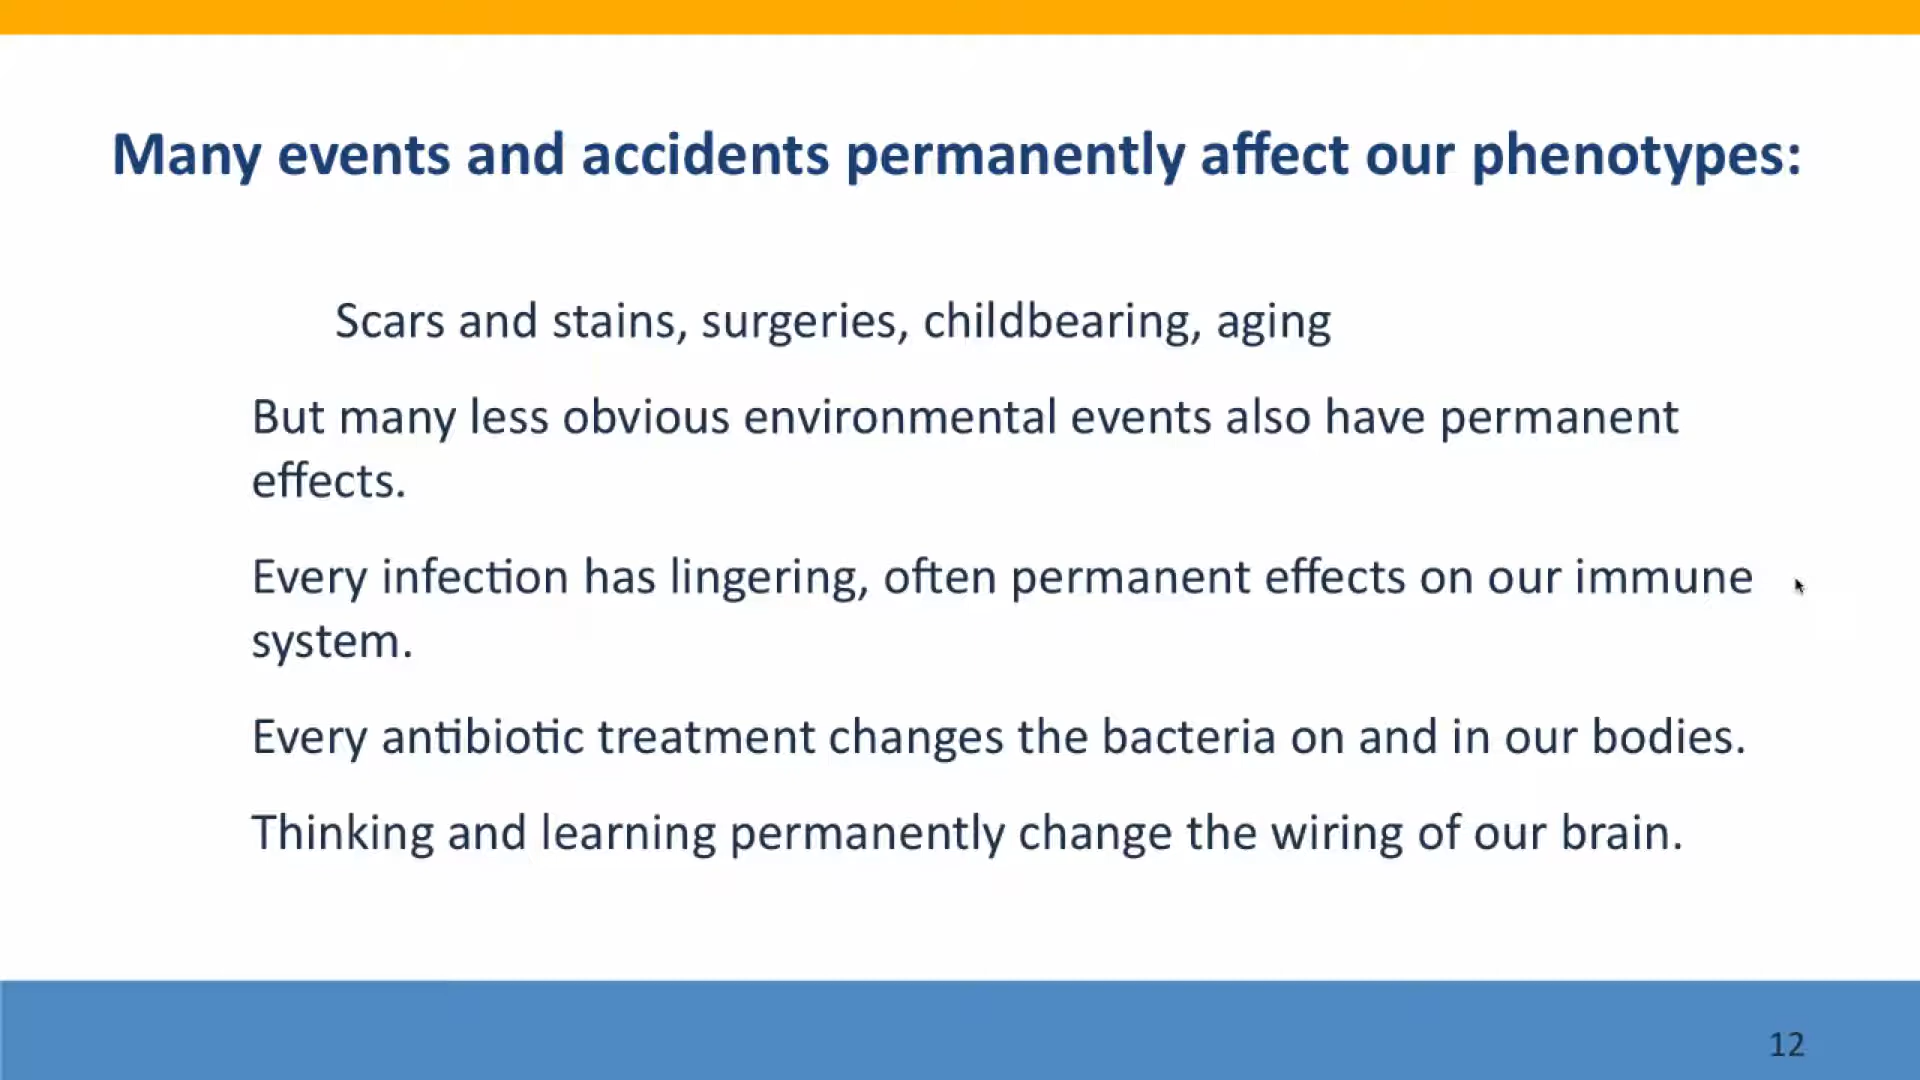 Many events and accidents permanently affect our phenotypes:
Scars and stains, surgeries, childbearing, aging
But many less obvious environmental events also have permanent
effects.
Every infection has lingering, often permanent effects on our immune
system.
Every antibiotic treatment changes the bacteria on and in our bodies.
Thinking and learning permanently change the wiring of our brain.
12